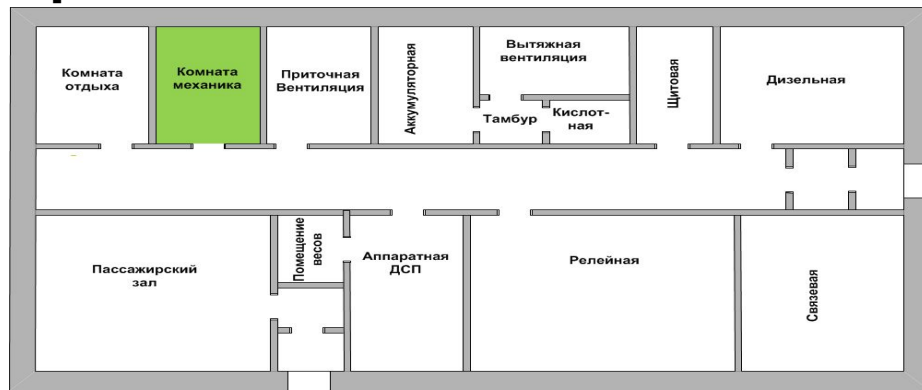 Комната
отдыха
Комната
механика
Приточная
Вентиляция
Аккумуляторная
Вытяжная
вентиляция
Тамбур
Кислот-
ная
Щитовая
Дизельная
Пассажирский
зал
Помещение
весов
Аппаратная
ДСП
Релейная
Связевая